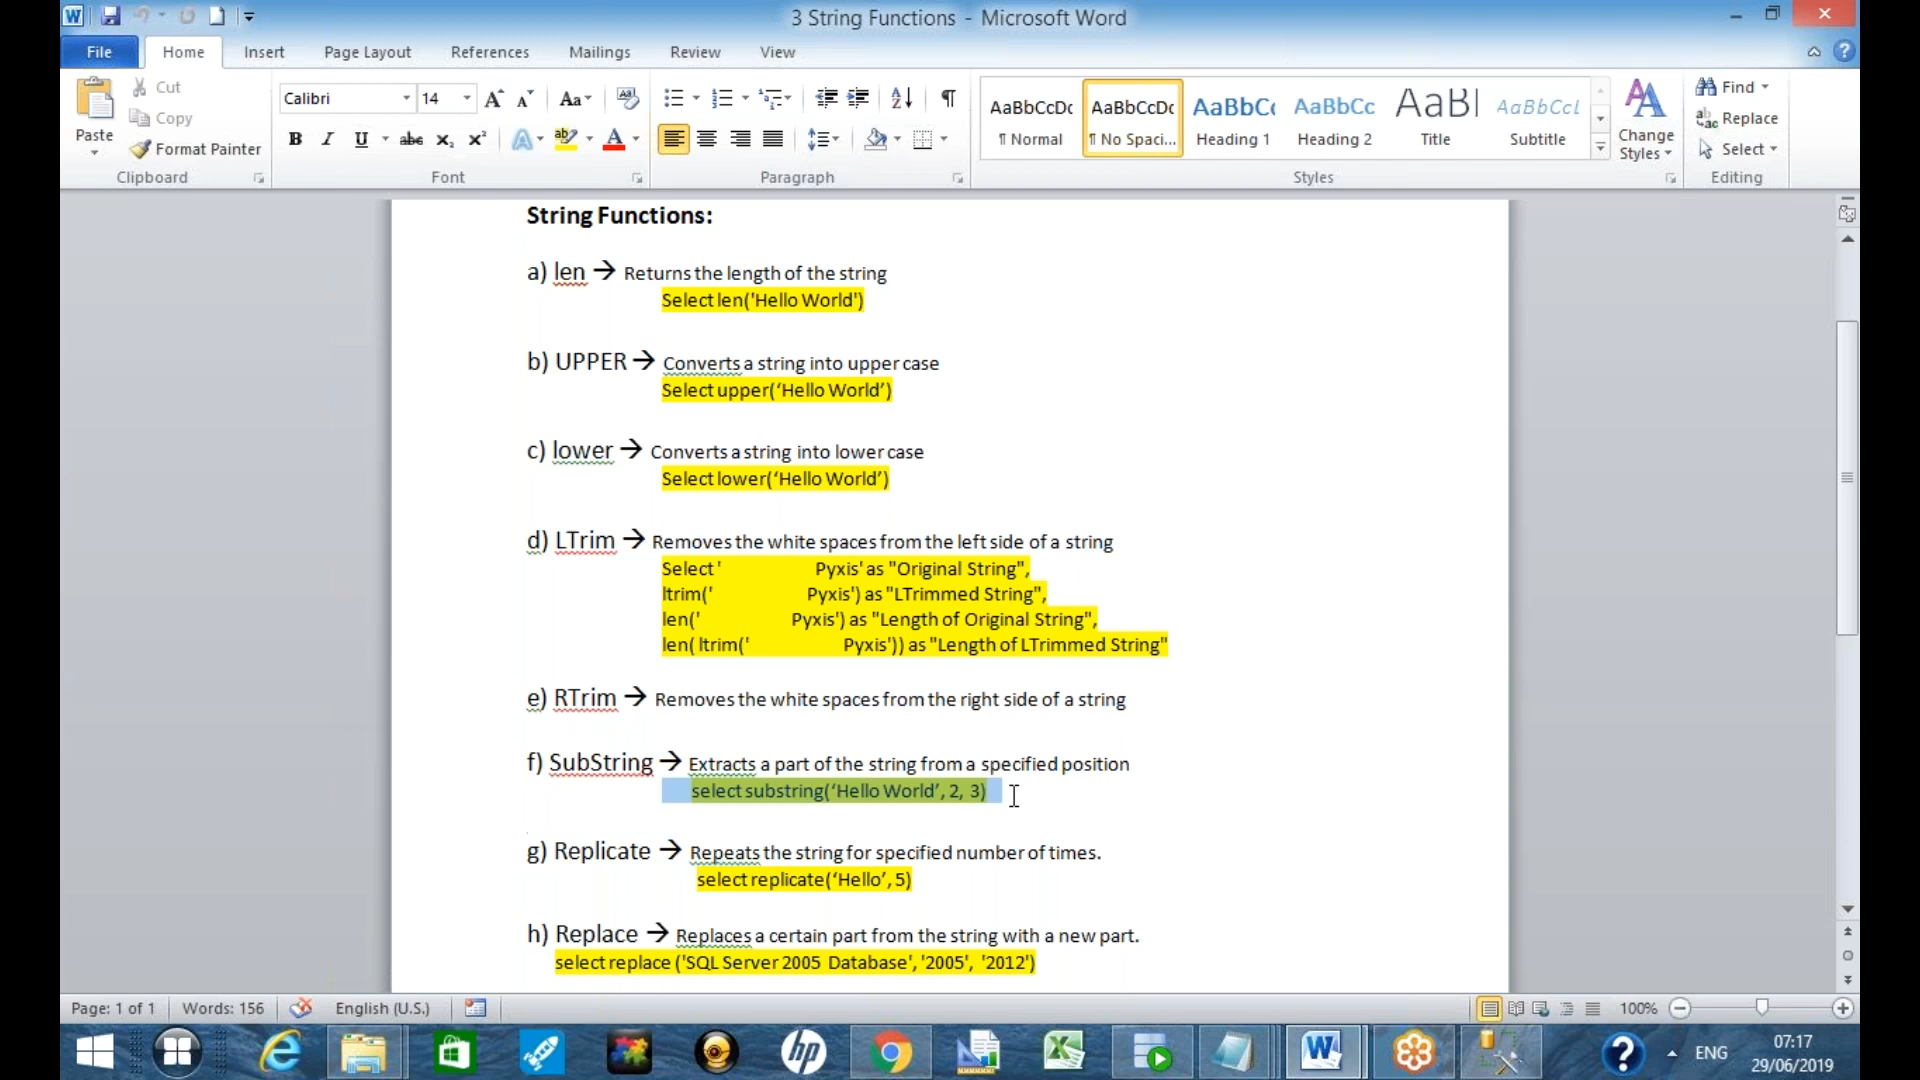 3 String Functions - Microsoft Word
File Home Insert Page Layout References Mailings Review View
Paste
Cut
Copy
Format Painter
Clipboard
Calibri 14
Font
Paragraph
AaBbCcDc AaBbCcDc AaBbCc AaBbCc AaBl AaBbCcL
¶ Normal ¶ No Spaci... Heading 1 Heading 2 Title Subtitle
Change Styles
Styles
Find
Replace
Select
Editing
String Functions:
a) len → Returns the length of the string
Select len('Hello World')
b) UPPER → Converts a string into upper case
Select upper(‘Hello World’)
c) lower → Converts a string into lower case
Select lower(‘Hello World’)
d) LTrim → Removes the white spaces from the left side of a string
Select ' Pyxis' as "Original String",
ltrim(' Pyxis') as "LTrimmed String",
len(' Pyxis') as "Length of Original String",
len( ltrim(' Pyxis')) as "Length of LTrimmed String"
e) RTrim → Removes the white spaces from the right side of a string
f) SubString → Extracts a part of the string from a specified position
select substring(‘Hello World’, 2, 3)
g) Replicate → Repeats the string for specified number of times.
select replicate(‘Hello’, 5)
h) Replace → Replaces a certain part from the string with a new part.
select replace ('SQL Server 2005 Database', '2005', '2012')
Page: 1 of 1 Words: 156 English (U.S.) 100%
ENG 07:17
29/06/2019